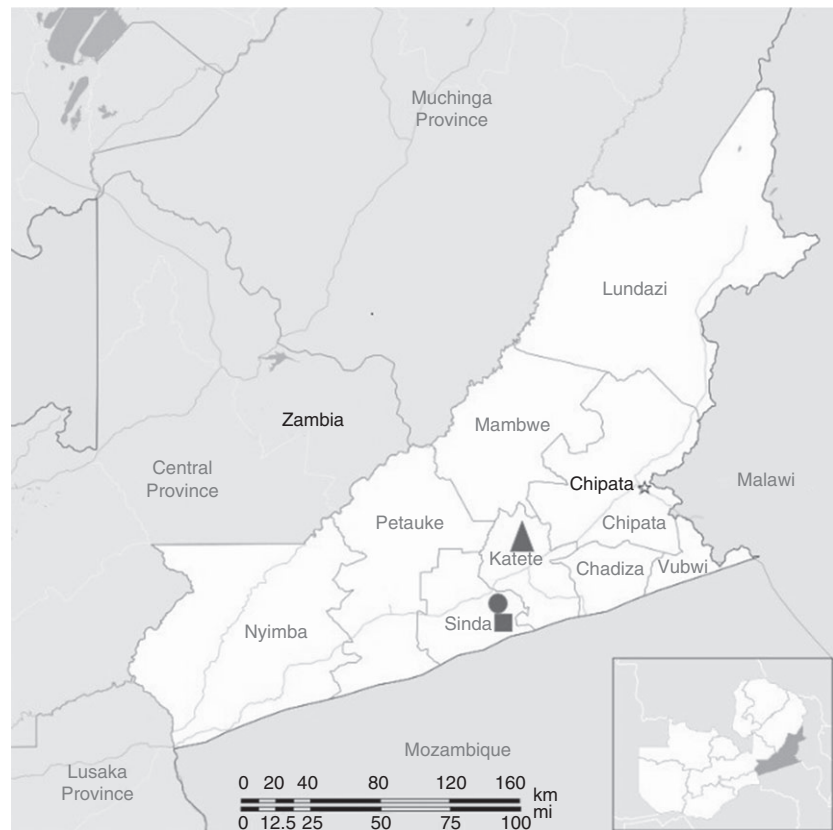 Muchinga
Province
Lundazi
Mambwe
Zambia
Central
Province
Chipata
Malawi
Petauke
Chipata
Katete
Chadiza
Vubwi
Sinda
Nyimba
Mozambique
Lusaka
Province
0 20 40 80 120 160
km
mi
0 12.5 25 50 75 100